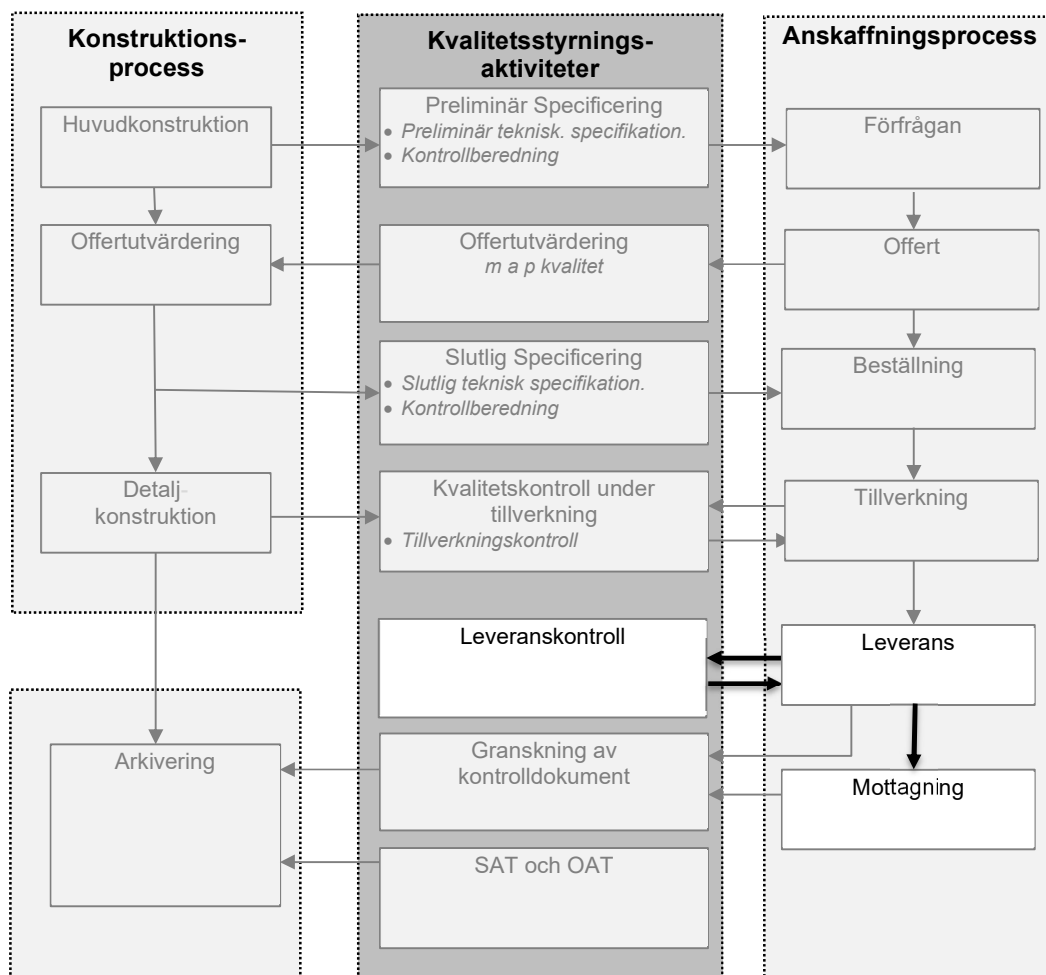 Konstruktions-
process
Huvudkonstruktion
Offertutvärdering
Detalj-
konstruktion
Arkivering
Kvalitetsstyrnings-
aktiviteter
Preliminär Specificering
• Preliminär teknisk. specifikation.
• Kontrollberedning
Offertutvärdering
m a p kvalitet
Slutlig Specificering
• Slutlig teknisk specifikation.
• Kontrollberedning
Kvalitetskontroll under
tillverkning
• Tillverkningskontroll
Leveranskontroll
Granskning av
kontrolldokument
SAT och OAT
Anskaffningsprocess
Förfrågan
Offert
Beställning
Tillverkning
Leverans
Mottagning